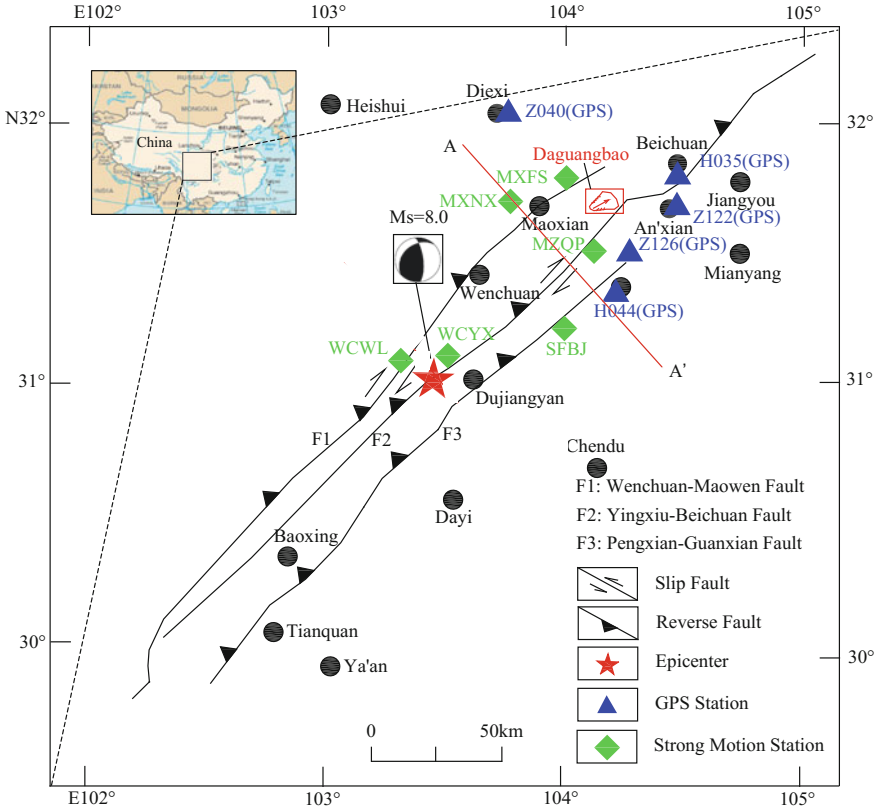 E102°
103°
104°
105°
N32°
32°
Diexi
Heishui
Z040(GPS)
China
RUSSIA
MONGOLIA
A
Daguangbao
Beichuan
MXFS
H035(GPS)
MXNX
Jiangyou
Ms=8.0
Maoxian
An'xian
Z122(GPS)
MZQP
Z126(GPS)
Mianyang
Wenchuan
H044(GPS)
WCWL
WCYX
SFBJ
31°
A'
31°
Dujiangyan
F1
F2
F3
Chendu
F1: Wenchuan-Maowen Fault
Dayi
F2: Yingxiu-Beichuan Fault
Baoxing
F3: Pengxian-Guanxian Fault
Slip Fault
Tianquan
Reverse Fault
30°
30°
Ya'an
Epicenter
GPS Station
0
50km
Strong Motion Station
E102°
103°
104°
105°